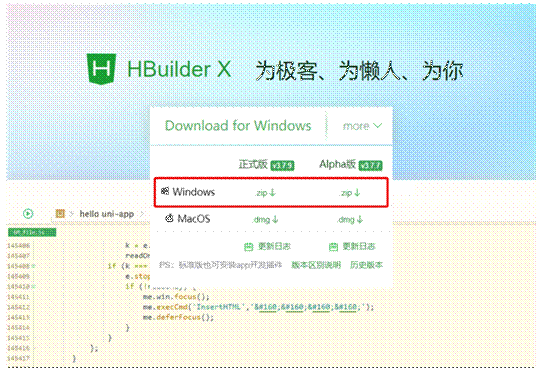 HBuilder X 为极客、为懒人、为你
Download for Windows more
正式版 v3.7.9 Alpha版 v3.7.7
Windows zip zip
MacOS .dmg .dmg
更新日志 更新日志
PS：标准版也可安装app开发插件 版本区别说明 历史版本
hello uni-app
145406 k = e.
145407 readOn
145408 if (k ===
145409 e.stop
145410 if (!
145411 me.win.focus();
145412 me.execCmd('InsertHTML','&#160;&#160;&#160;&#160;');
145413 me.deferfocus();
145414 }
145415 }
145416 };
145417 }